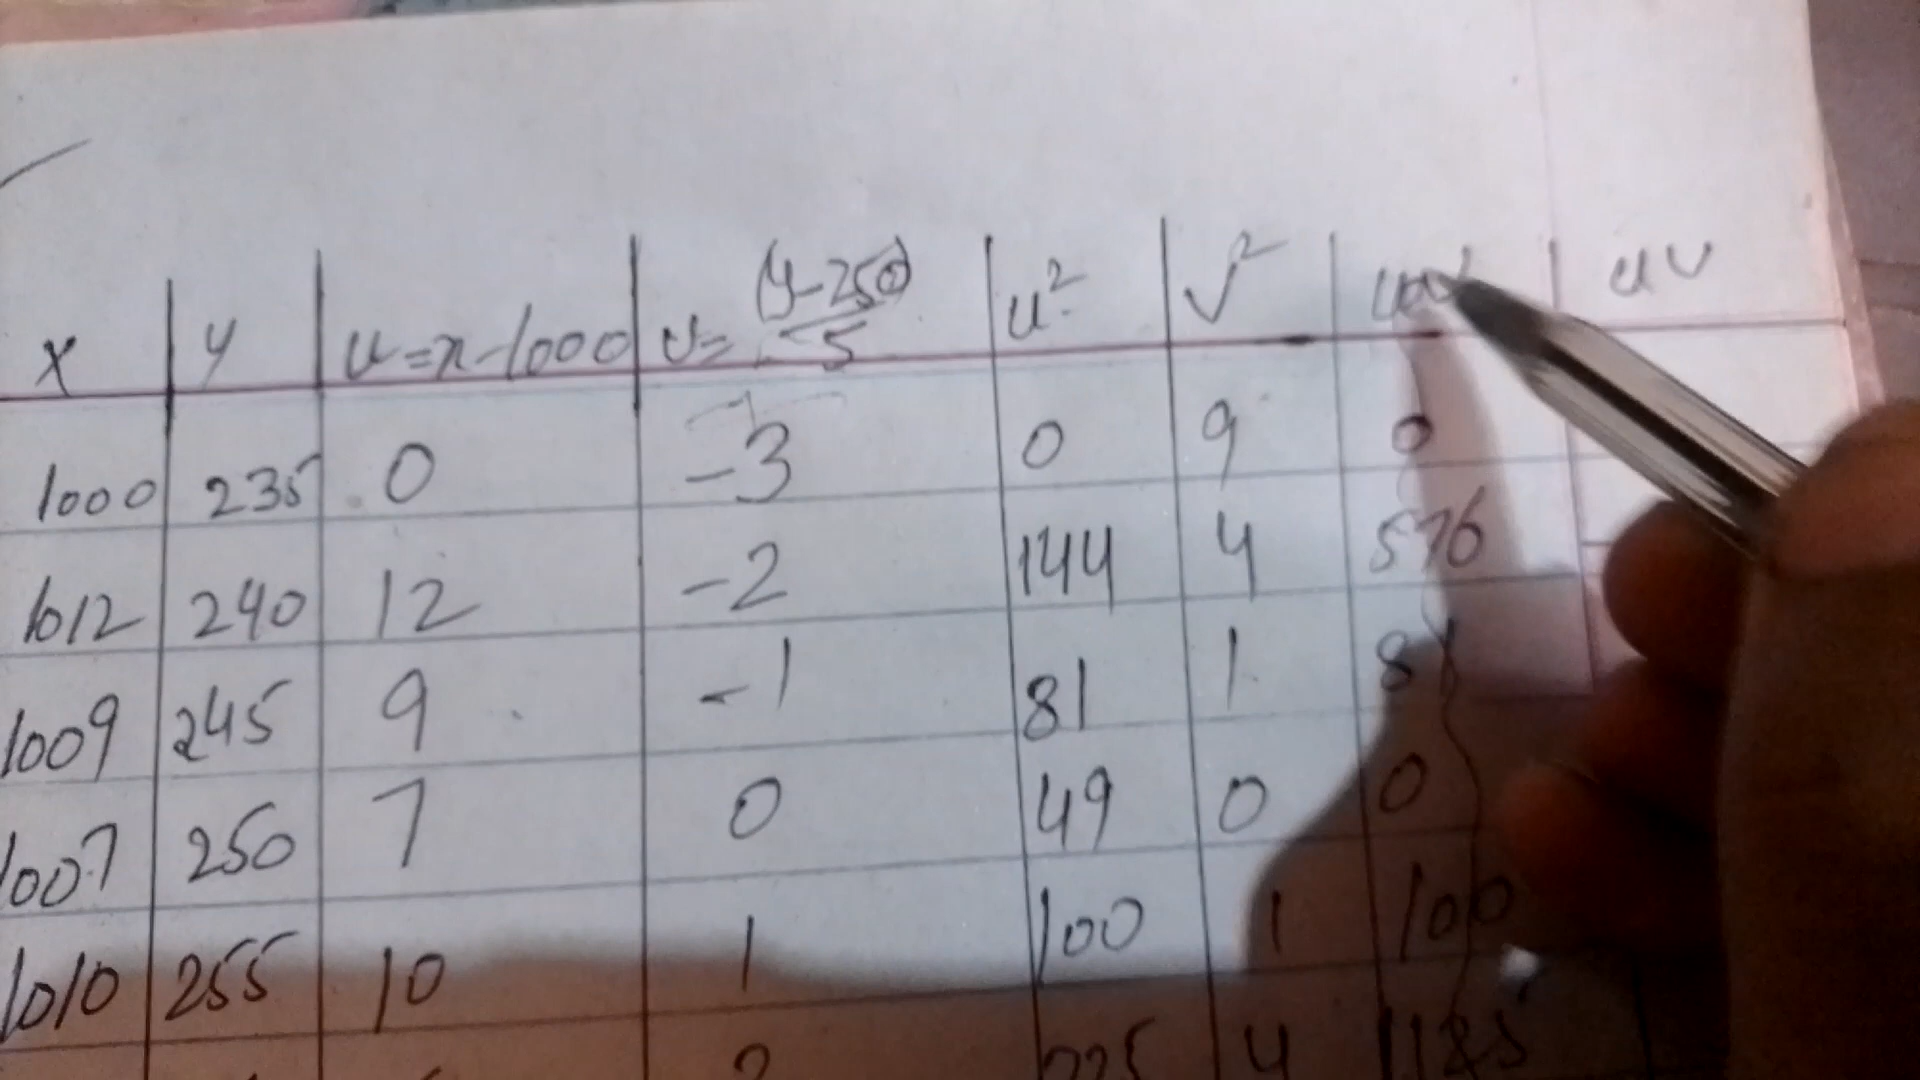 x y u=x-1000 v=(y-250)/5 u² v² uv
1000 235 0 -3 0 9 0
1012 240 12 -2 144 4 576
1009 245 9 -1 81 1 81
1007 250 7 0 49 0 0
1010 255 10 1 100 1 100
225 4